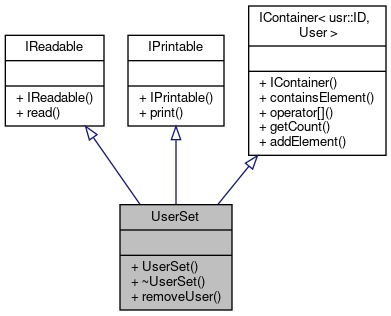 IReadable
+ IReadable()
+ read()
IPrintable
+ IPrintable()
+ print()
IContainer< usr::ID,
User >
+ IContainer()
+ containsElement()
+ operator[]()
+ getCount()
+ addElement()
UserSet
+ UserSet()
+ ~UserSet()
+ removeUser()